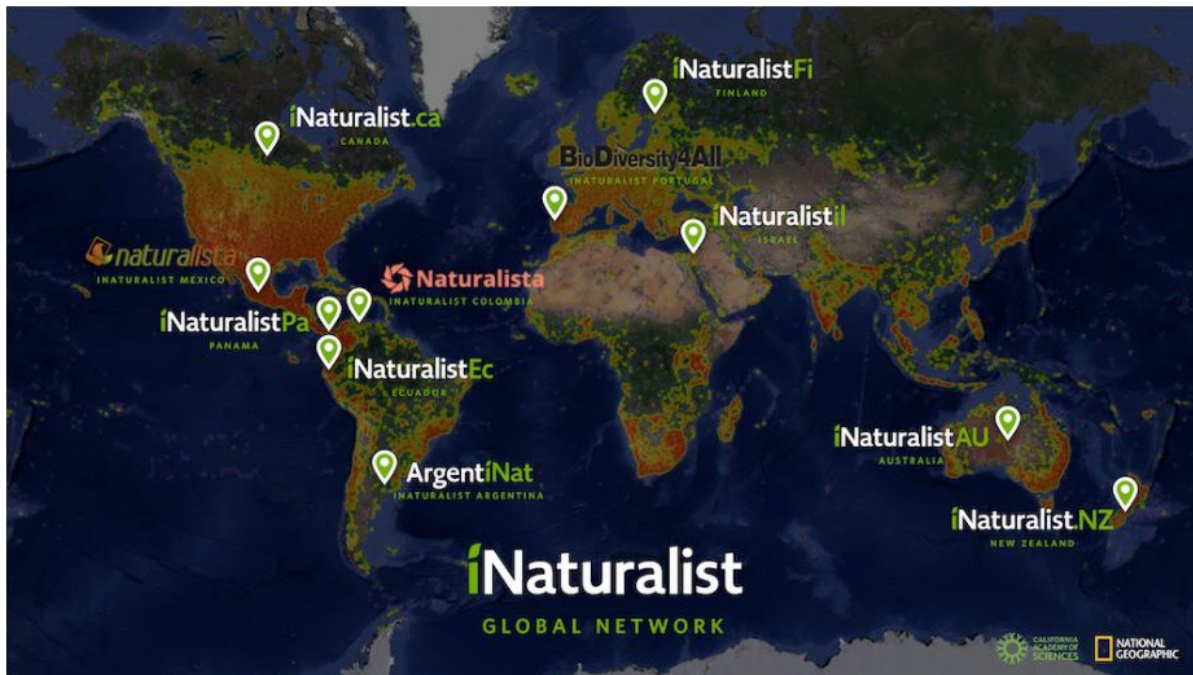 iNaturalistFi
FINLAND
iNaturalist.ca
CANADA
BioDiversity4All
INATURALIST PORTUGAL
iNaturalistil
ISRAEL
naturalista
INATURALIST MEXICO
Naturalista
INATURALIST COLOMBIA
iNaturalistPa
PANAMA
iNaturalistEc
ECUADOR
iNaturalistAU
AUSTRALIA
ArgentiNat
INATURALIST ARGENTINA
iNaturalist.NZ
NEW ZEALAND
iNaturalist
GLOBAL NETWORK
CALIFORNIA
ACADEMY OF
SCIENCES
NATIONAL
GEOGRAPHIC